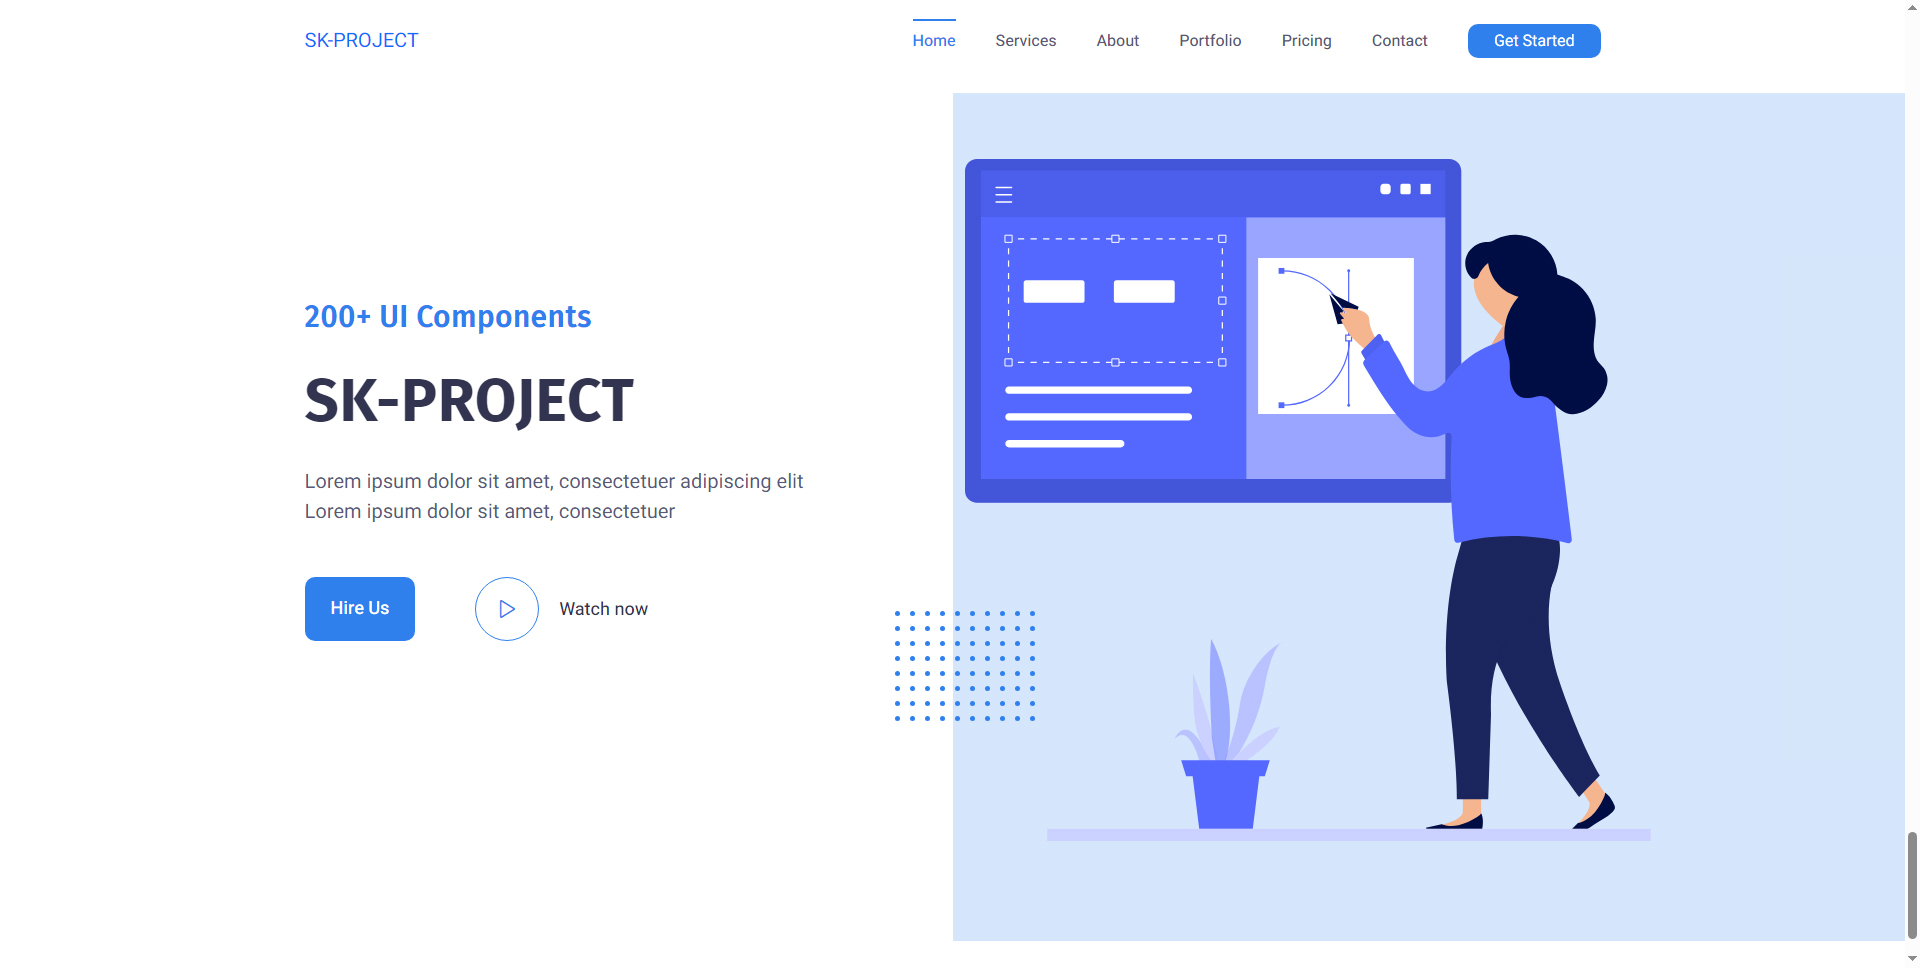 SK-PROJECT
Home Services About Portfolio Pricing Contact Get Started
200+ UI Components
SK-PROJECT
Lorem ipsum dolor sit amet, consectetuer adipiscing elit
Lorem ipsum dolor sit amet, consectetuer
Hire Us
Watch now